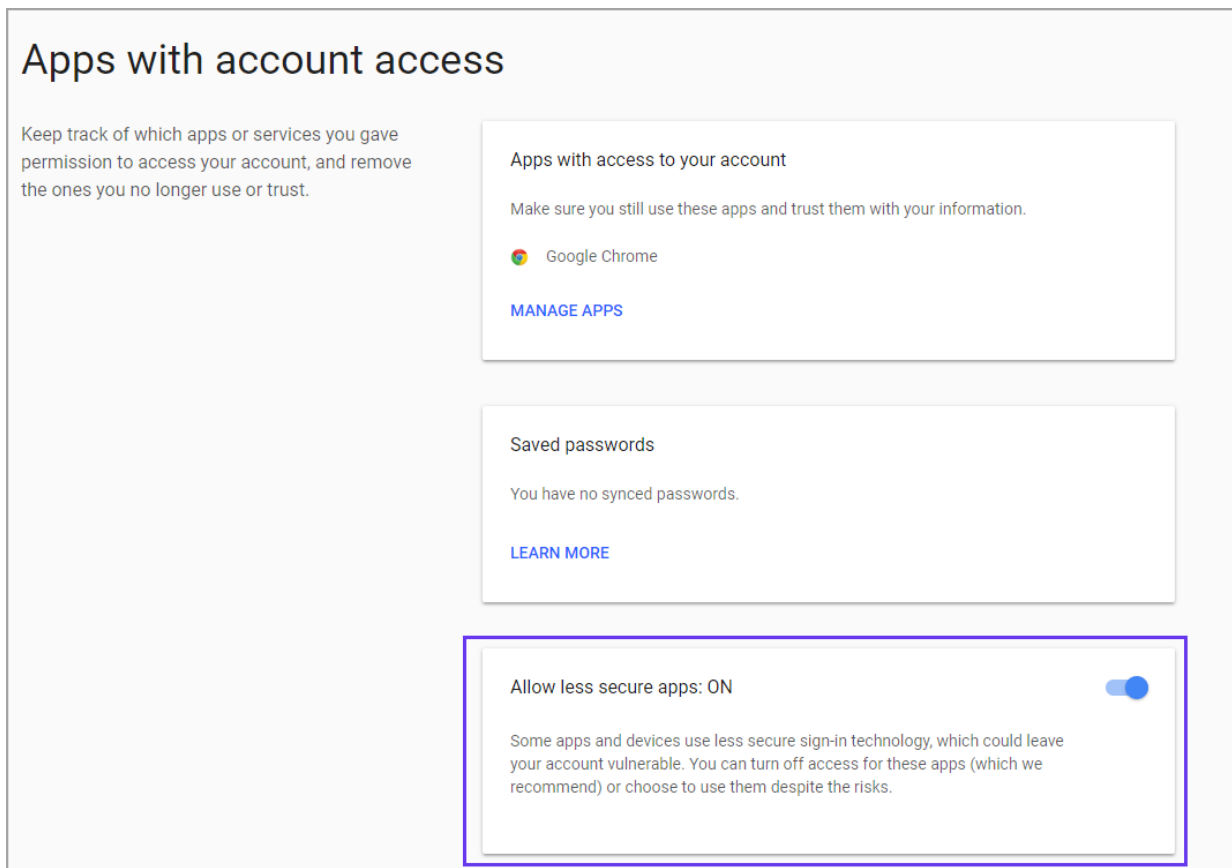 Apps with account access
Keep track of which apps or services you gave
permission to access your account, and remove
the ones you no longer use or trust.
Apps with access to your account
Make sure you still use these apps and trust them with your information.
Google Chrome
MANAGE APPS
Saved passwords
You have no synced passwords.
LEARN MORE
Allow less secure apps: ON
Some apps and devices use less secure sign-in technology, which could leave
your account vulnerable. You can turn off access for these apps (which we
recommend) or choose to use them despite the risks.